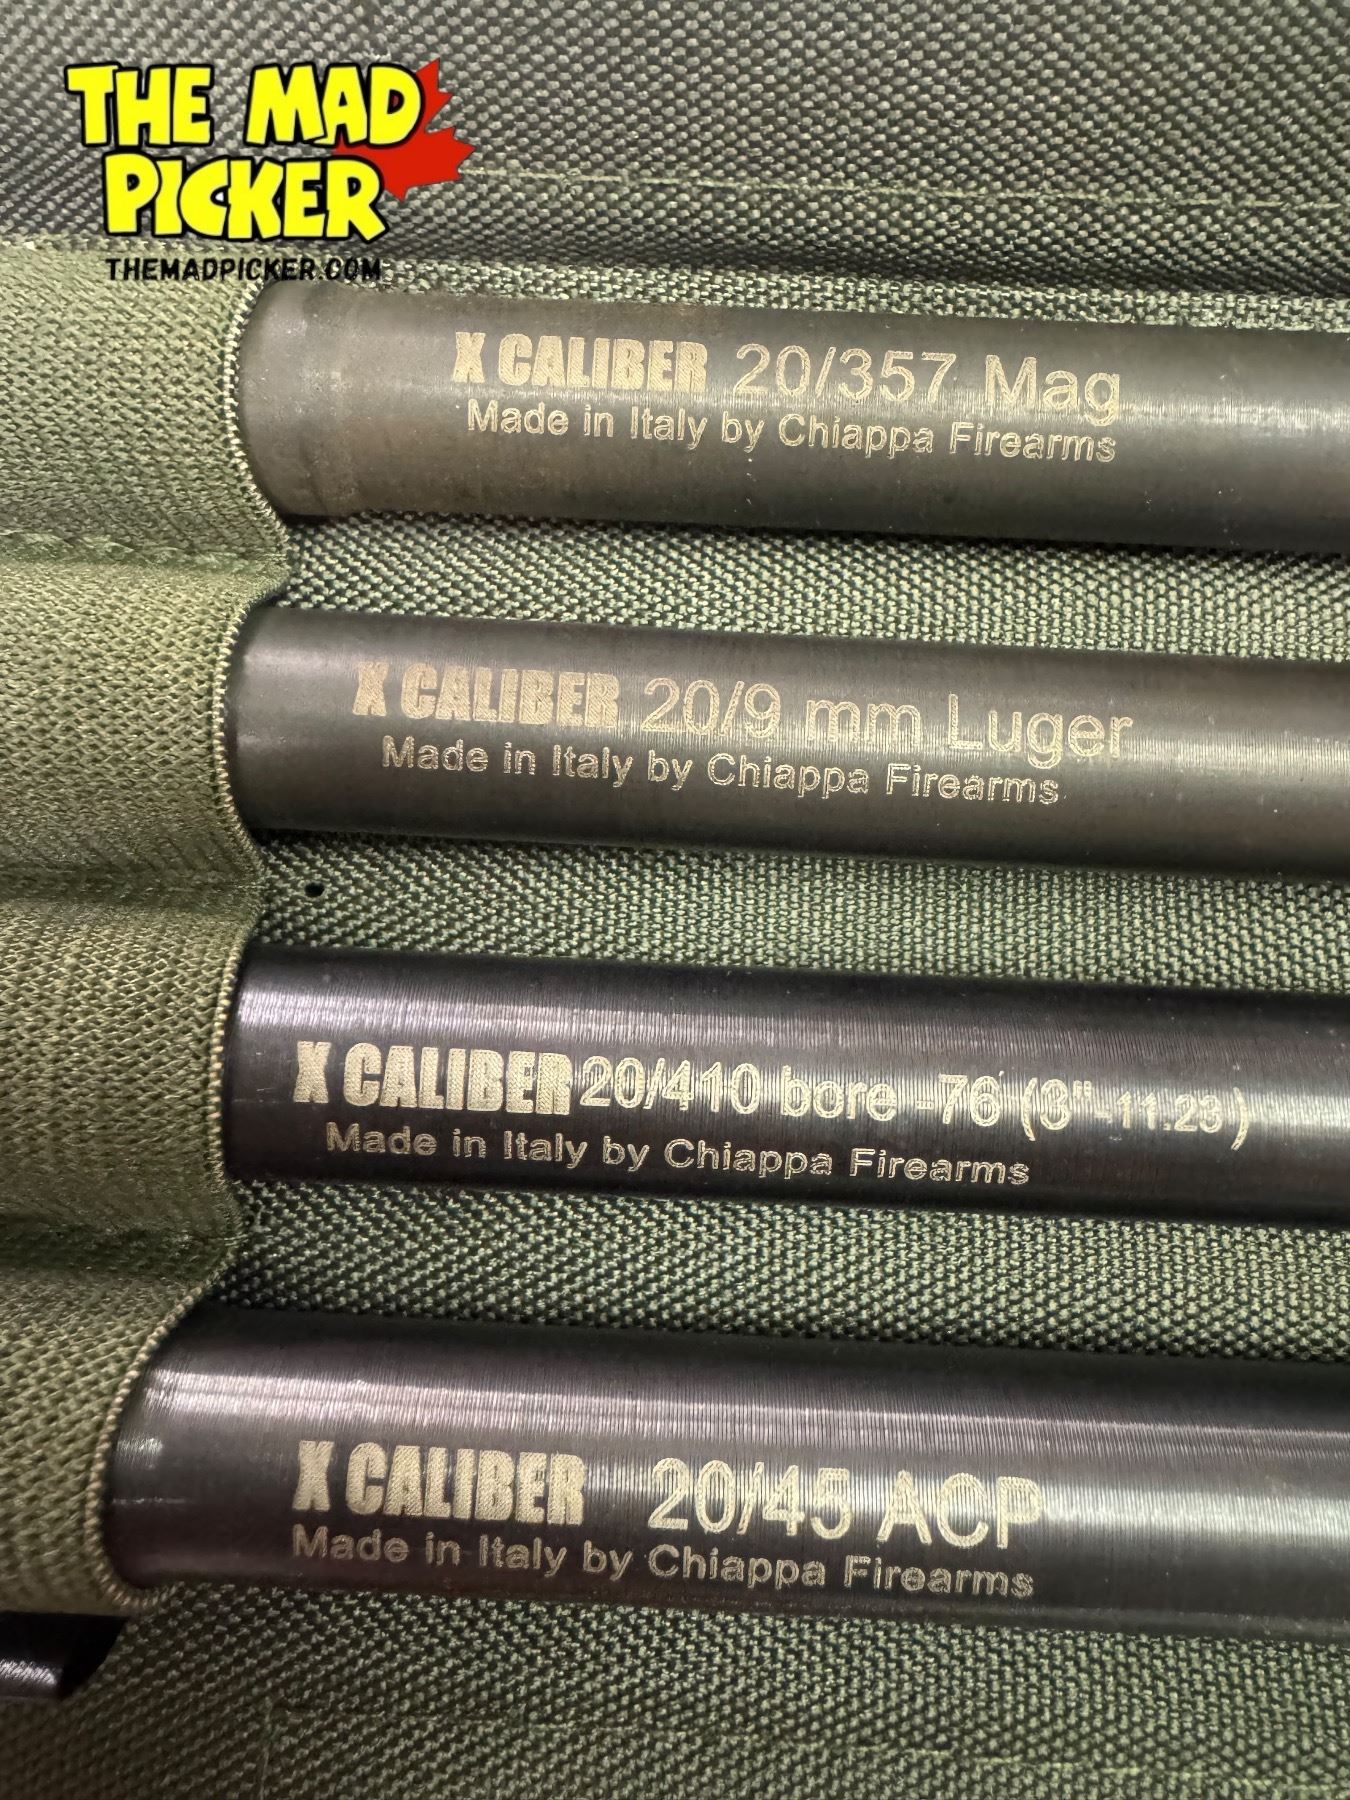 THE MAD
PICKER
THEMADPICKER.COM
X CALIBER 20/357 Mag
Made in Italy by Chiappa Firearms
X CALIBER 20/9 mm Luger
Made in Italy by Chiappa Firearms
X CALIBER 20/410 bore -76 (3"-11.23)
Made in Italy by Chiappa Firearms
X CALIBER 20/45 ACP
Made in Italy by Chiappa Firearms